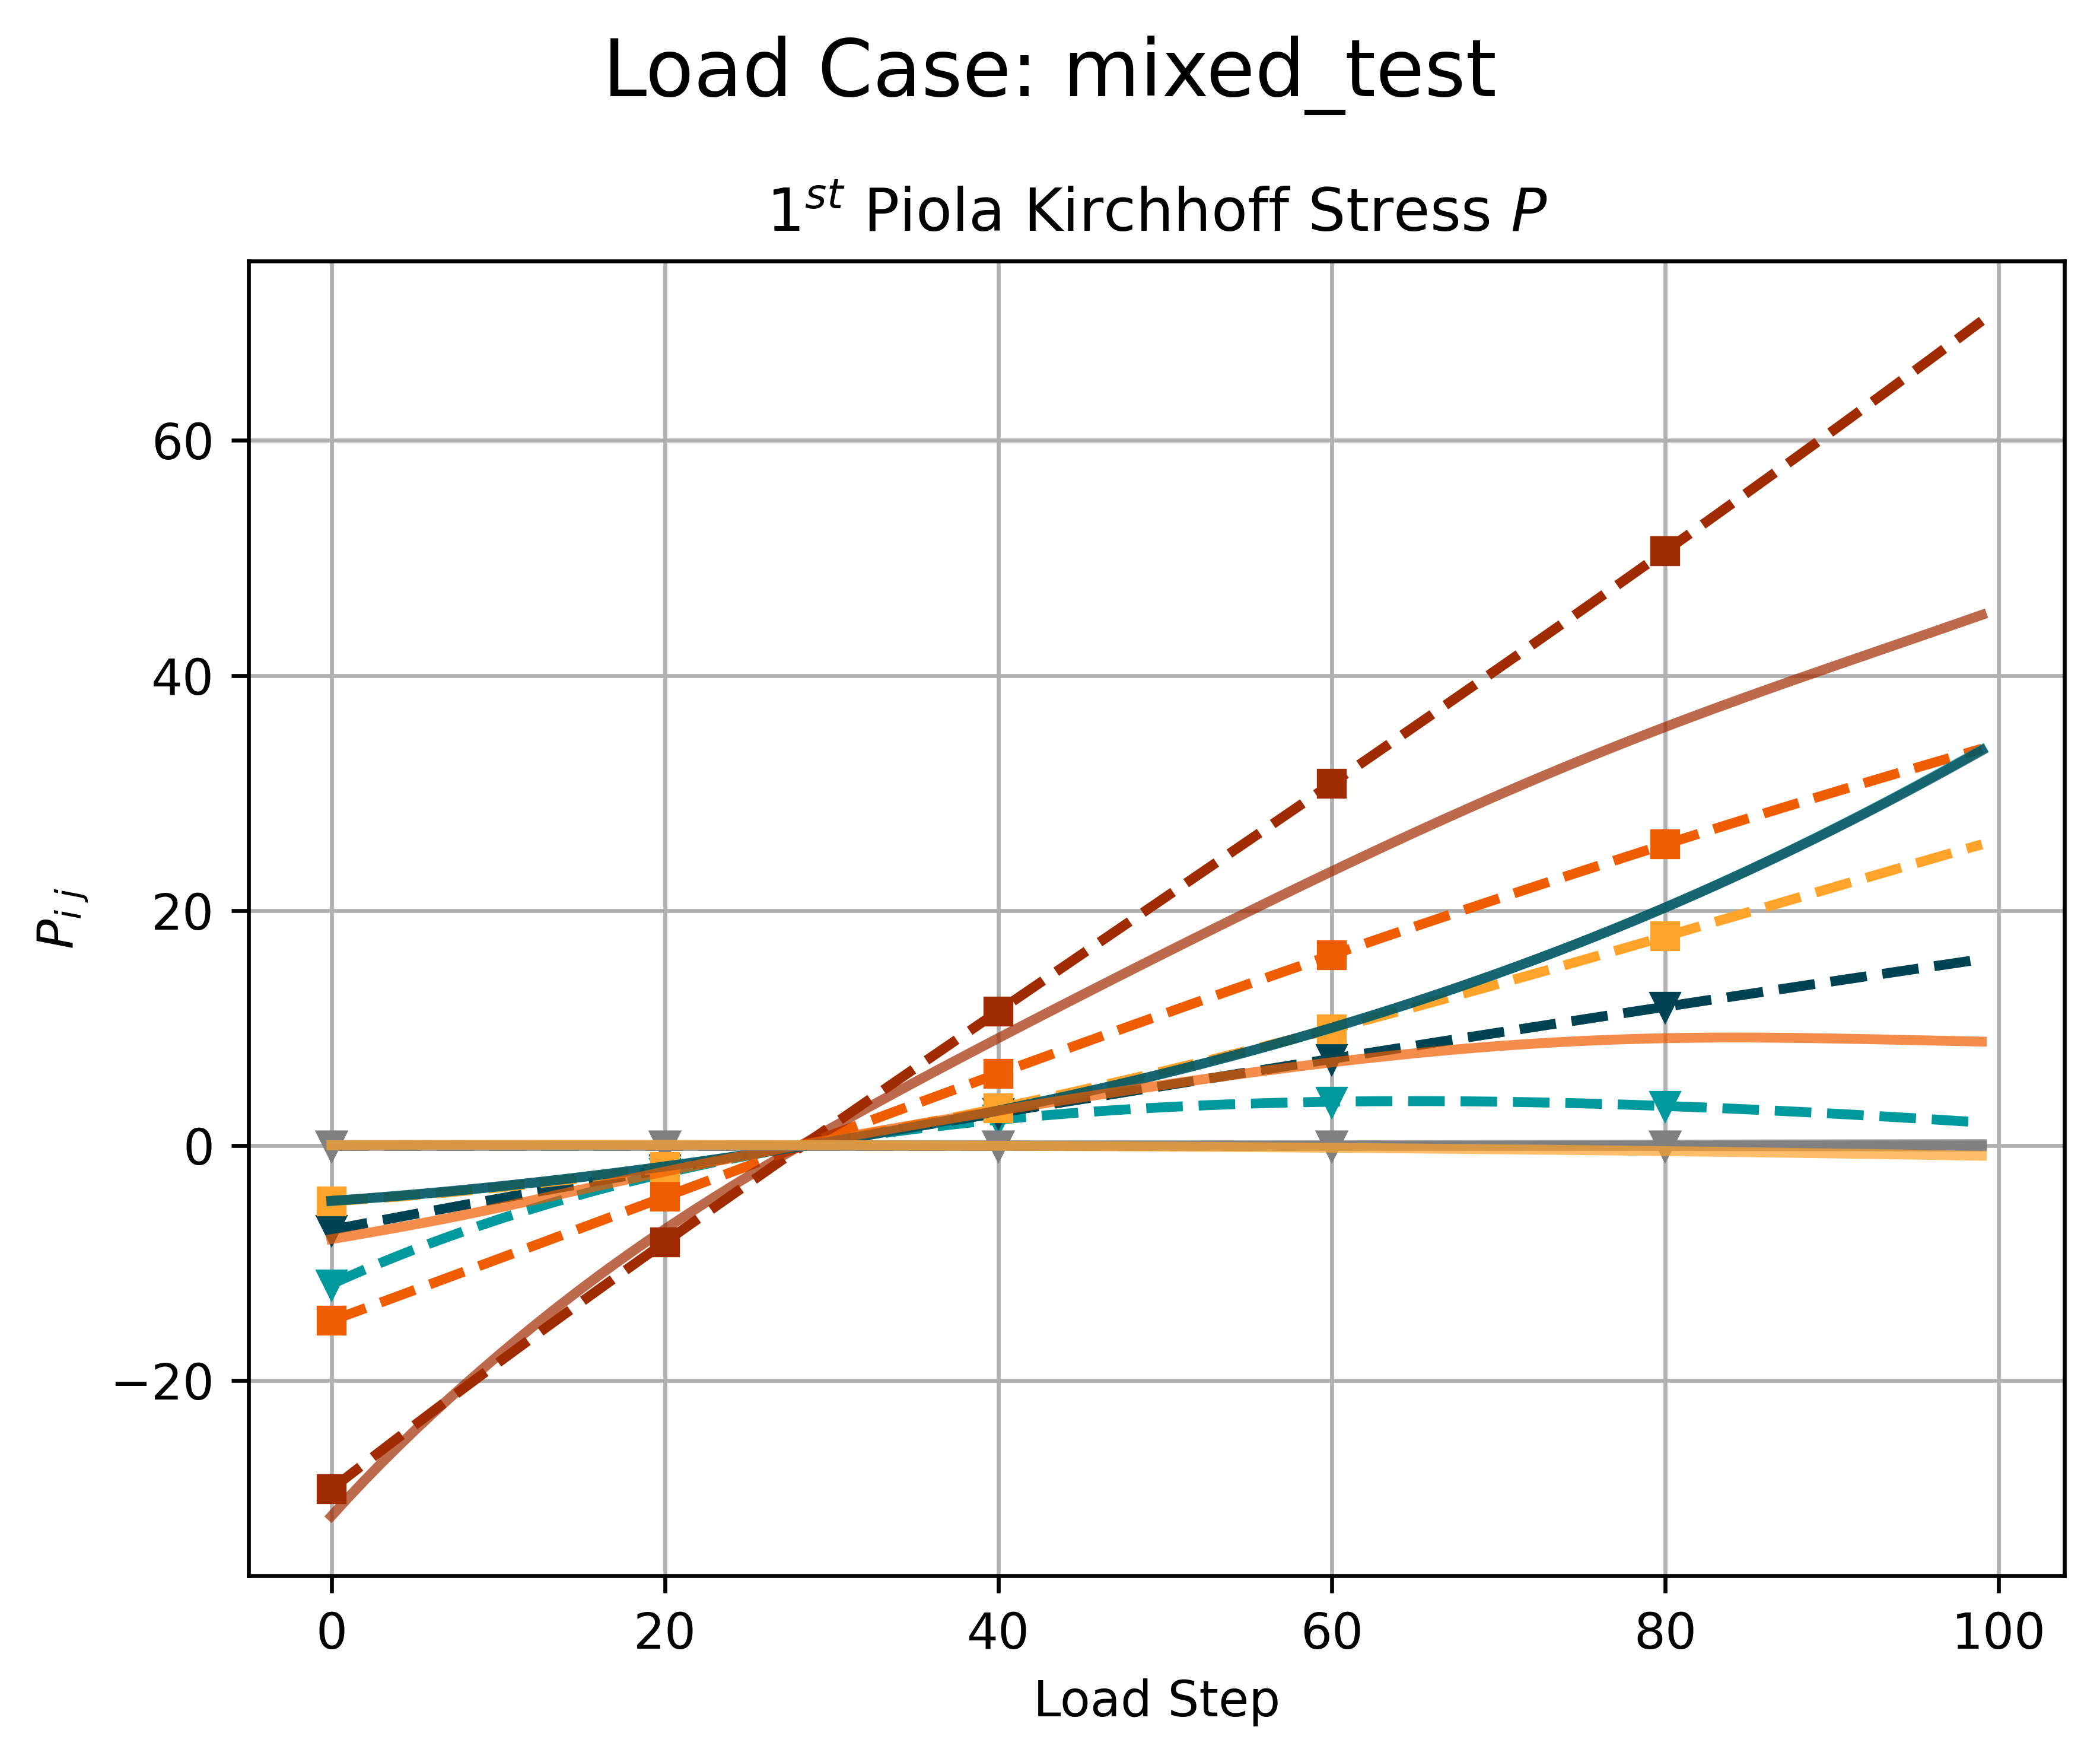 Load Case: mixed_test
1st Piola Kirchhoff Stress P
60
40
20
0
−20
P_{i j}
0 20 40 60 80 100
Load Step